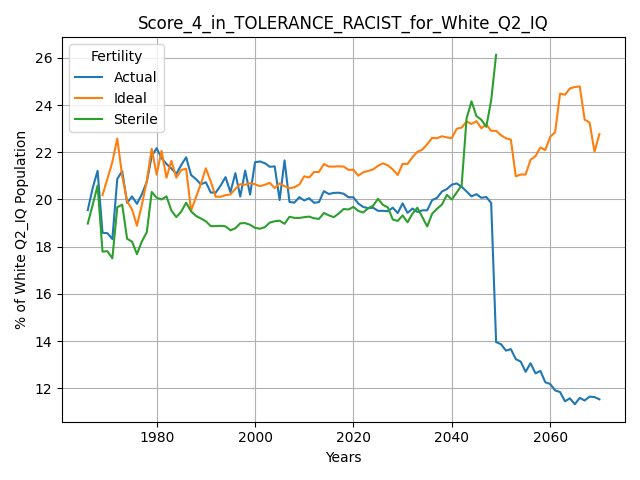 Score_4_in_TOLERANCE_RACIST_for_White_Q2_IQ
Fertility
Actual
Ideal
Sterile
% of White Q2_IQ Population
26
24
22
20
18
16
14
12
1980
2000
2020
2040
2060
Years